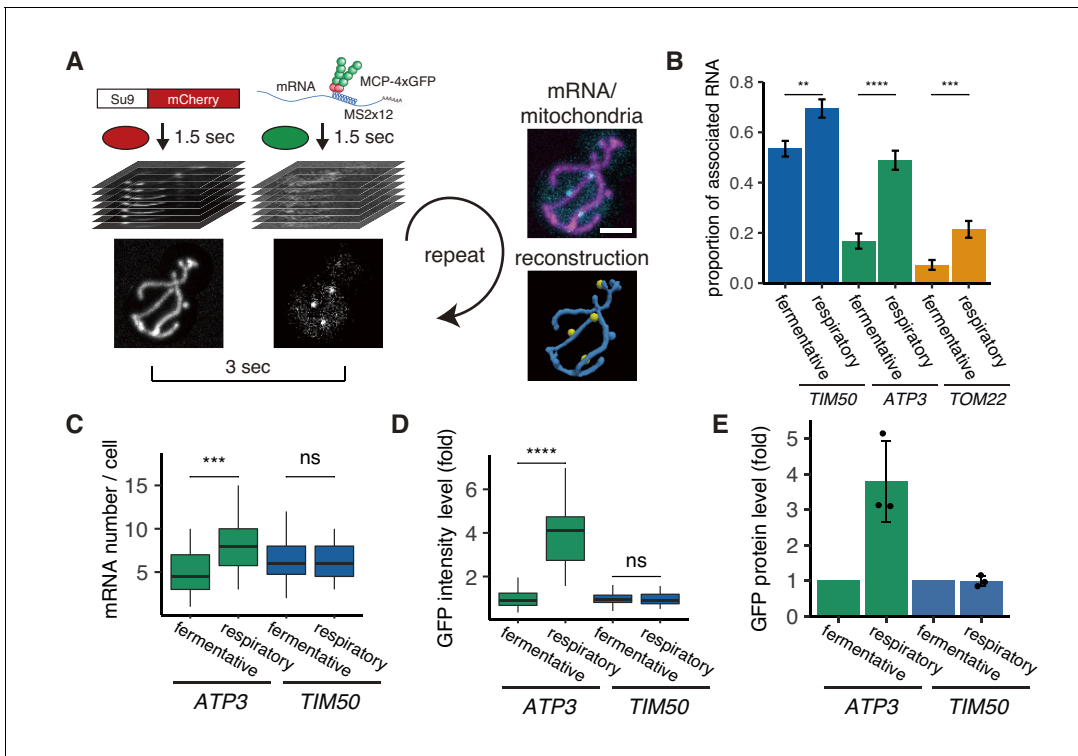 A
Su9 mCherry
mRNA
MCP-4xGFP
AAAAAA
MS2x12
1.5 sec
1.5 sec
repeat
3 sec
mRNA/
mitochondria
reconstruction
B
proportion of associated RNA
0.8
0.6
0.4
0.2
0.0
** **** ***
fermentative
respiratory
fermentative
respiratory
fermentative
respiratory
TIM50 ATP3 TOM22
C
mRNA number / cell
15
10
5
*** ns
fermentative
respiratory
fermentative
respiratory
ATP3 TIM50
D
GFP intensity level (fold)
6
4
2
****
ns
fermentative
respiratory
fermentative
respiratory
ATP3 TIM50
E
GFP protein level (fold)
5
4
3
2
1
0
fermentative
respiratory
fermentative
respiratory
ATP3 TIM50